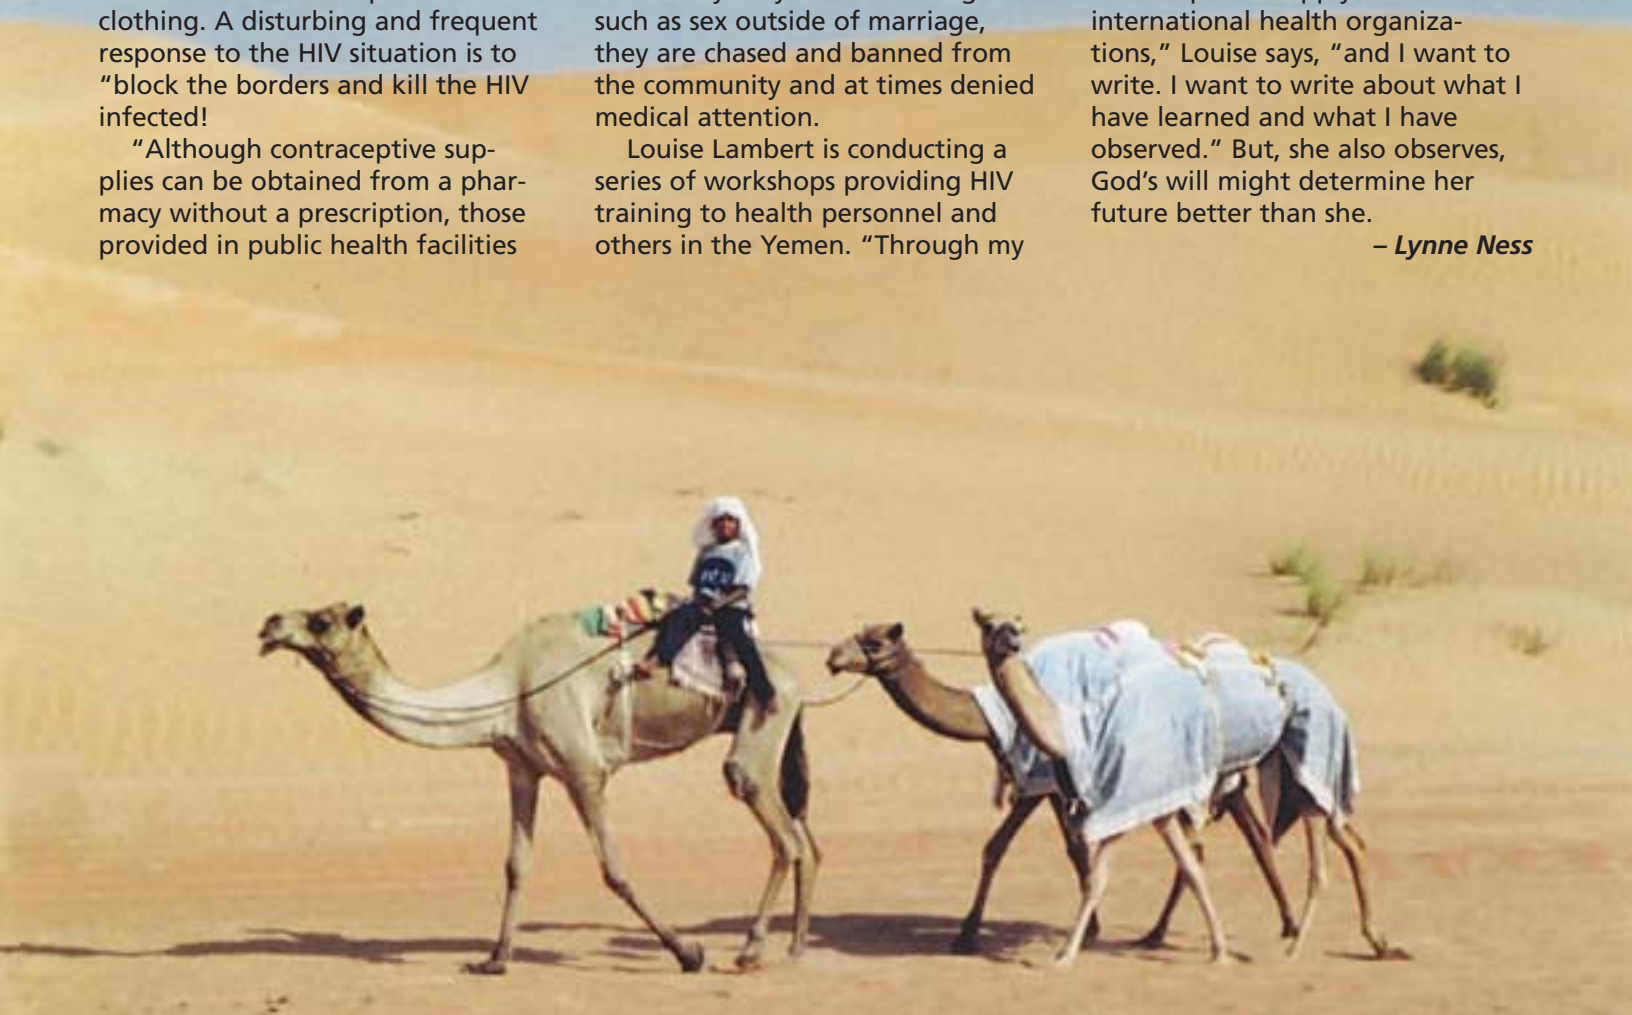 clothing. A disturbing and frequent
response to the HIV situation is to
“block the borders and kill the HIV
infected!
“Although contraceptive sup-
plies can be obtained from a phar-
macy without a prescription, those
provided in public health facilities
such as sex outside of marriage,
they are chased and banned from
the community and at times denied
medical attention.
Louise Lambert is conducting a
series of workshops providing HIV
training to health personnel and
others in the Yemen. “Through my
international health organiza-
tions,” Louise says, “and I want to
write. I want to write about what I
have learned and what I have
observed.” But, she also observes,
God’s will might determine her
future better than she.
– Lynne Ness